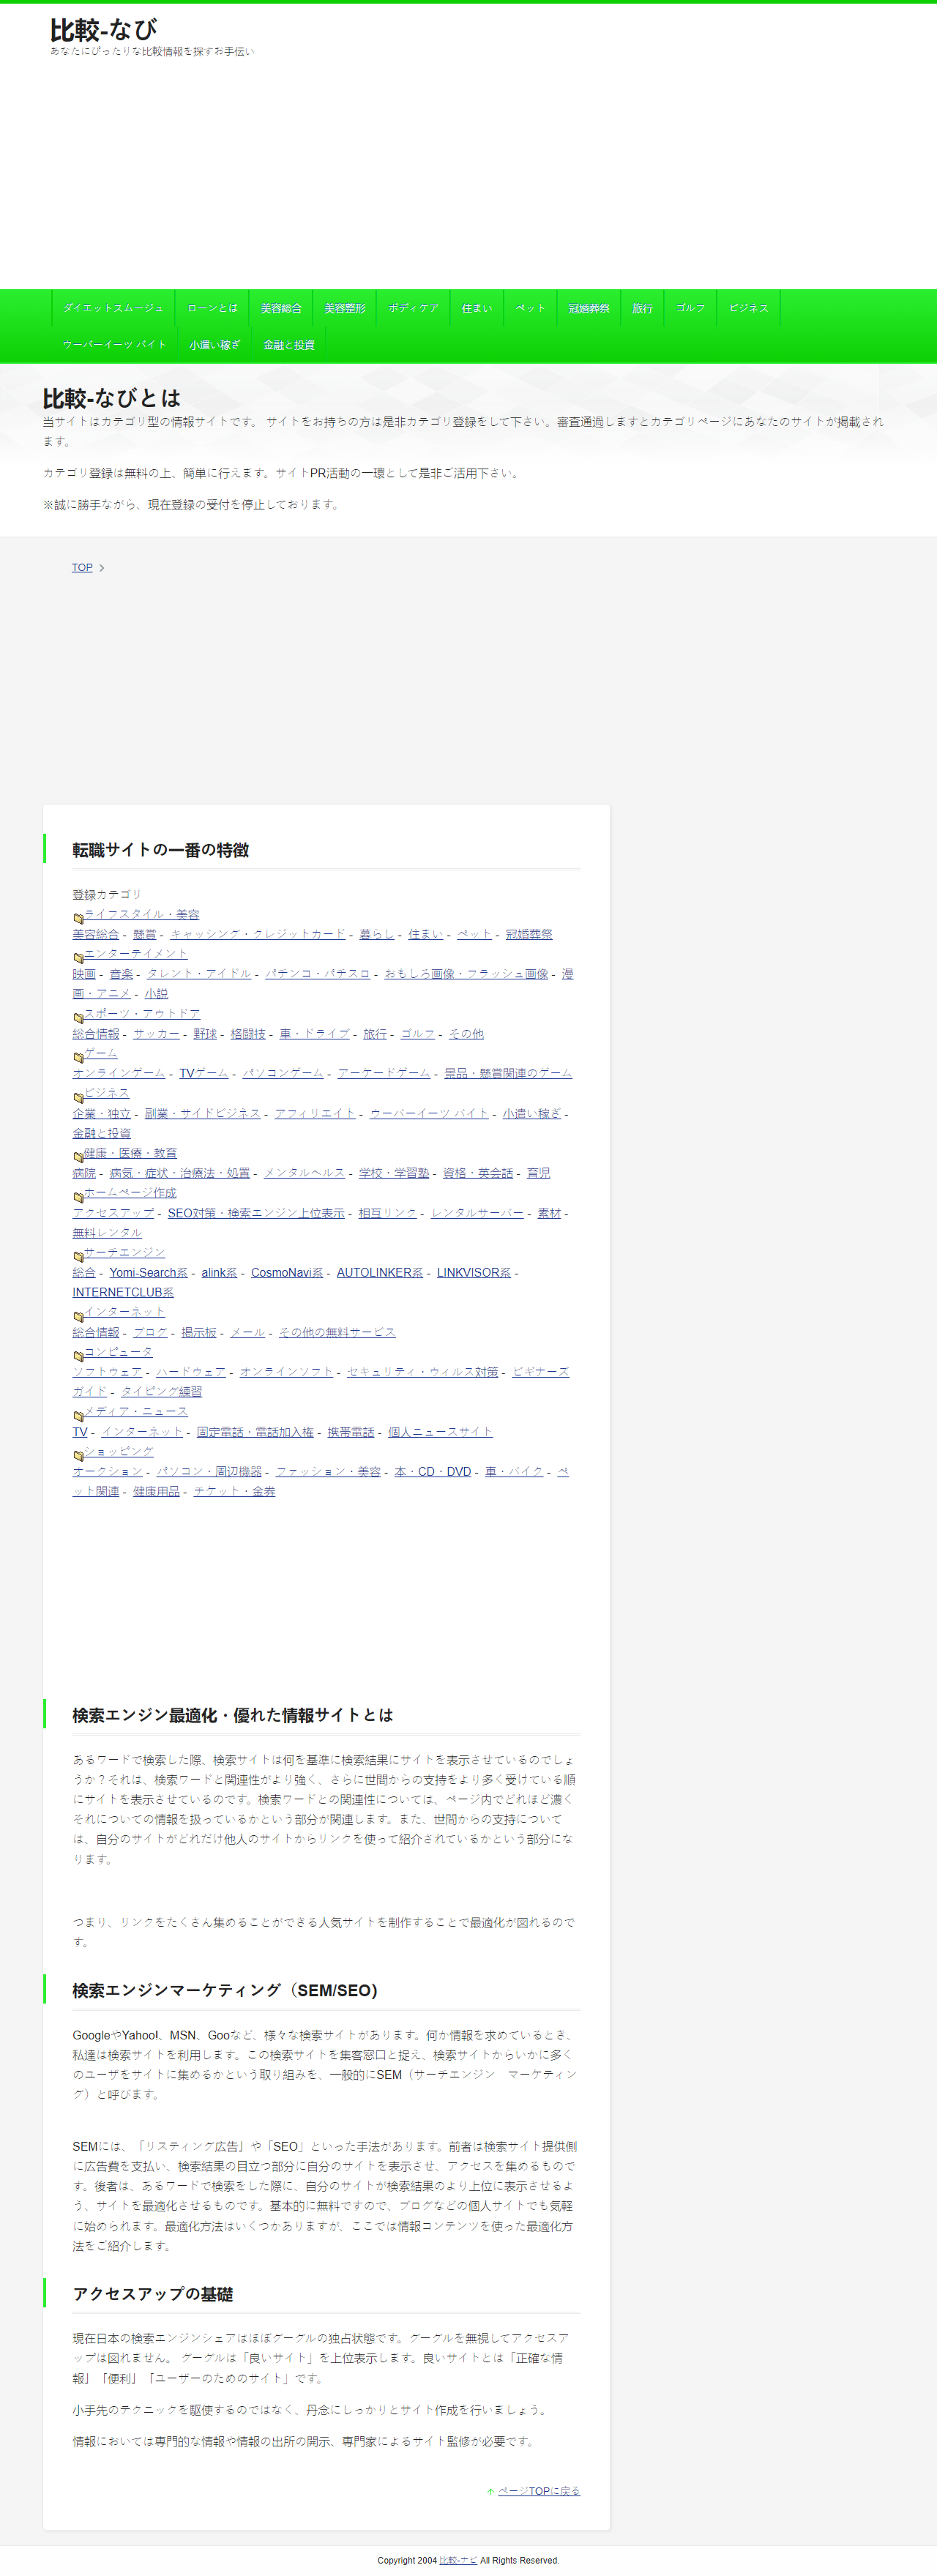 比較-なび
あなたにぴったりな比較情報を探すお手伝い
ダイエットスムージュ ローンとは 美容総合 美容整形 ボディケア 住まい ペット 冠婚葬祭 旅行 ゴルフ ビジネス
ウーバーイーツ バイト 小遣い稼ぎ 金融と投資
比較-なびとは
当サイトはカテゴリ型の情報サイトです。 サイトをお持ちの方は是非カテゴリ登録をして下さい。審査通過しますとカテゴリページにあなたのサイトが掲載され
ます。
カテゴリ登録は無料の上、簡単に行えます。サイトPR活動の一環として是非ご活用下さい。
※誠に勝手ながら、現在登録の受付を停止しております。
TOP
転職サイトの一番の特徴
登録カテゴリ
ライフスタイル・美容
美容総合 - 懸賞 - キャッシング・クレジットカード - 暮らし - 住まい - ペット - 冠婚葬祭
エンターテイメント
映画 - 音楽 - タレント・アイドル - パチンコ・パチスロ - おもしろ画像・フラッシュ画像 - 漫
画・アニメ - 小説
スポーツ・アウトドア
総合情報 - サッカー - 野球 - 格闘技 - 車・ドライブ - 旅行 - ゴルフ - その他
ゲーム
オンラインゲーム - TVゲーム - パソコンゲーム - アーケードゲーム - 景品・懸賞関連のゲーム
ビジネス
企業・独立 - 副業・サイドビジネス - アフィリエイト - ウーバーイーツ バイト - 小遣い稼ぎ -
金融と投資
健康・医療・教育
病院 - 病気・症状・治療法・処置 - メンタルヘルス - 学校・学習塾 - 資格・英会話 - 育児
ホームページ作成
アクセスアップ - SEO対策・検索エンジン上位表示 - 相互リンク - レンタルサーバー - 素材 -
無料レンタル
サーチエンジン
総合 - Yomi-Search系 - alink系 - CosmoNavi系 - AUTOLINKER系 - LINKVISOR系 -
INTERNETCLUB系
インターネット
総合情報 - ブログ - 掲示板 - メール - その他の無料サービス
コンピュータ
ソフトウェア - ハードウェア - オンラインソフト - セキュリティ・ウィルス対策 - ビギナーズ
ガイド - タイピング練習
メディア・ニュース
TV - インターネット - 固定電話・電話加入権 - 携帯電話 - 個人ニュースサイト
ショッピング
オークション - パソコン・周辺機器 - ファッション・美容 - 本・CD・DVD - 車・バイク - ペ
ット関連 - 健康用品 - チケット・金券
検索エンジン最適化・優れた情報サイトとは
あるワードで検索した際、検索サイトは何を基準に検索結果にサイトを表示させているのでしょ
うか？それは、検索ワードと関連性がより強く、さらに世間からの支持をより多く受けている順
にサイトを表示させているのです。検索ワードとの関連性については、ページ内でどれほど濃く
それについての情報を扱っているかという部分が関連します。また、世間からの支持について
は、自分のサイトがどれだけ他人のサイトからリンクを使って紹介されているかという部分にな
ります。
つまり、リンクをたくさん集めることができる人気サイトを制作することで最適化が図れるので
す。
検索エンジンマーケティング（SEM/SEO)
GoogleやYahoo!、MSN、Gooなど、様々な検索サイトがあります。何か情報を求めているとき、
私達は検索サイトを利用します。この検索サイトを集客窓口と捉え、検索サイトからいかに多く
のユーザをサイトに集めるかという取り組みを、一般的にSEM（サーチエンジン　マーケティン
グ）と呼びます。
SEMには、「リスティング広告」や「SEO」といった手法があります。前者は検索サイト提供側
に広告費を支払い、検索結果の目立つ部分に自分のサイトを表示させ、アクセスを集めるもので
す。後者は、あるワードで検索をした際に、自分のサイトが検索結果のより上位に表示させるよ
う、サイトを最適化させるものです。基本的に無料ですので、ブログなどの個人サイトでも気軽
に始められます。最適化方法はいくつかありますが、ここでは情報コンテンツを使った最適化方
法をご紹介します。
アクセスアップの基礎
現在日本の検索エンジンシェアはほぼグーグルの独占状態です。グーグルを無視してアクセスア
ップは図れません。 グーグルは「良いサイト」を上位表示します。良いサイトとは「正確な情
報」「便利」「ユーザーのためのサイト」です。
小手先のテクニックを駆使するのではなく、丹念にしっかりとサイト作成を行いましょう。
情報においては専門的な情報や情報の出所の開示、専門家によるサイト監修が必要です。
ページTOPに戻る
Copyright 2004 比較-ナビ All Rights Reserved.